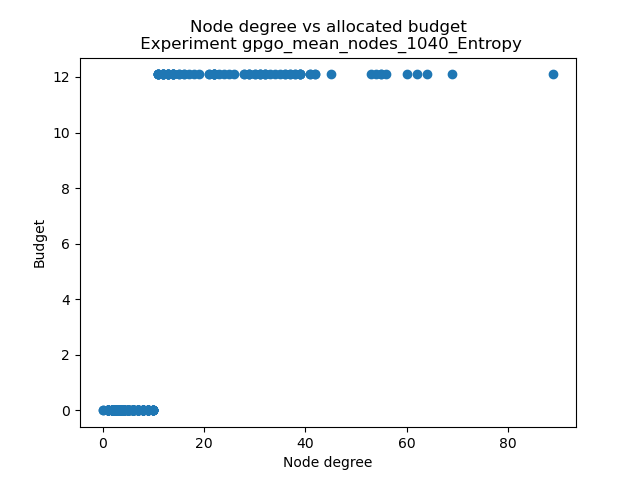 Node degree vs allocated budget
Experiment gpgo_mean_nodes_1040_Entropy
12
10
8
6
4
2
0
Budget
0 20 40 60 80
Node degree